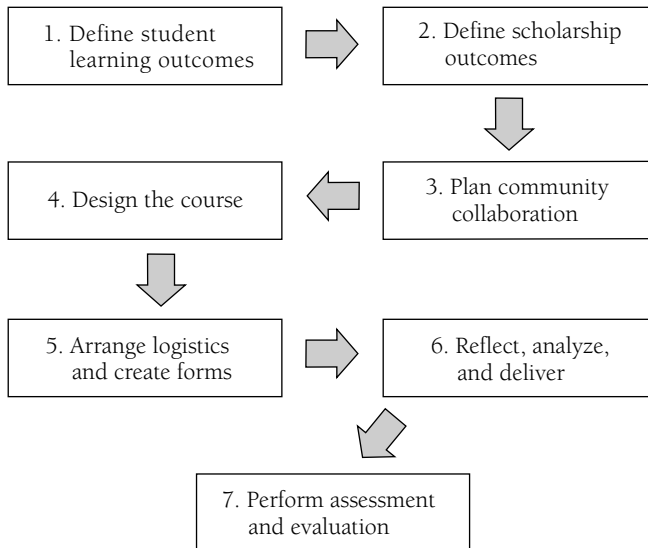 1. Define student
learning outcomes
2. Define scholarship
outcomes
3. Plan community
collaboration
4. Design the course
5. Arrange logistics
and create forms
6. Reflect, analyze,
and deliver
7. Perform assessment
and evaluation